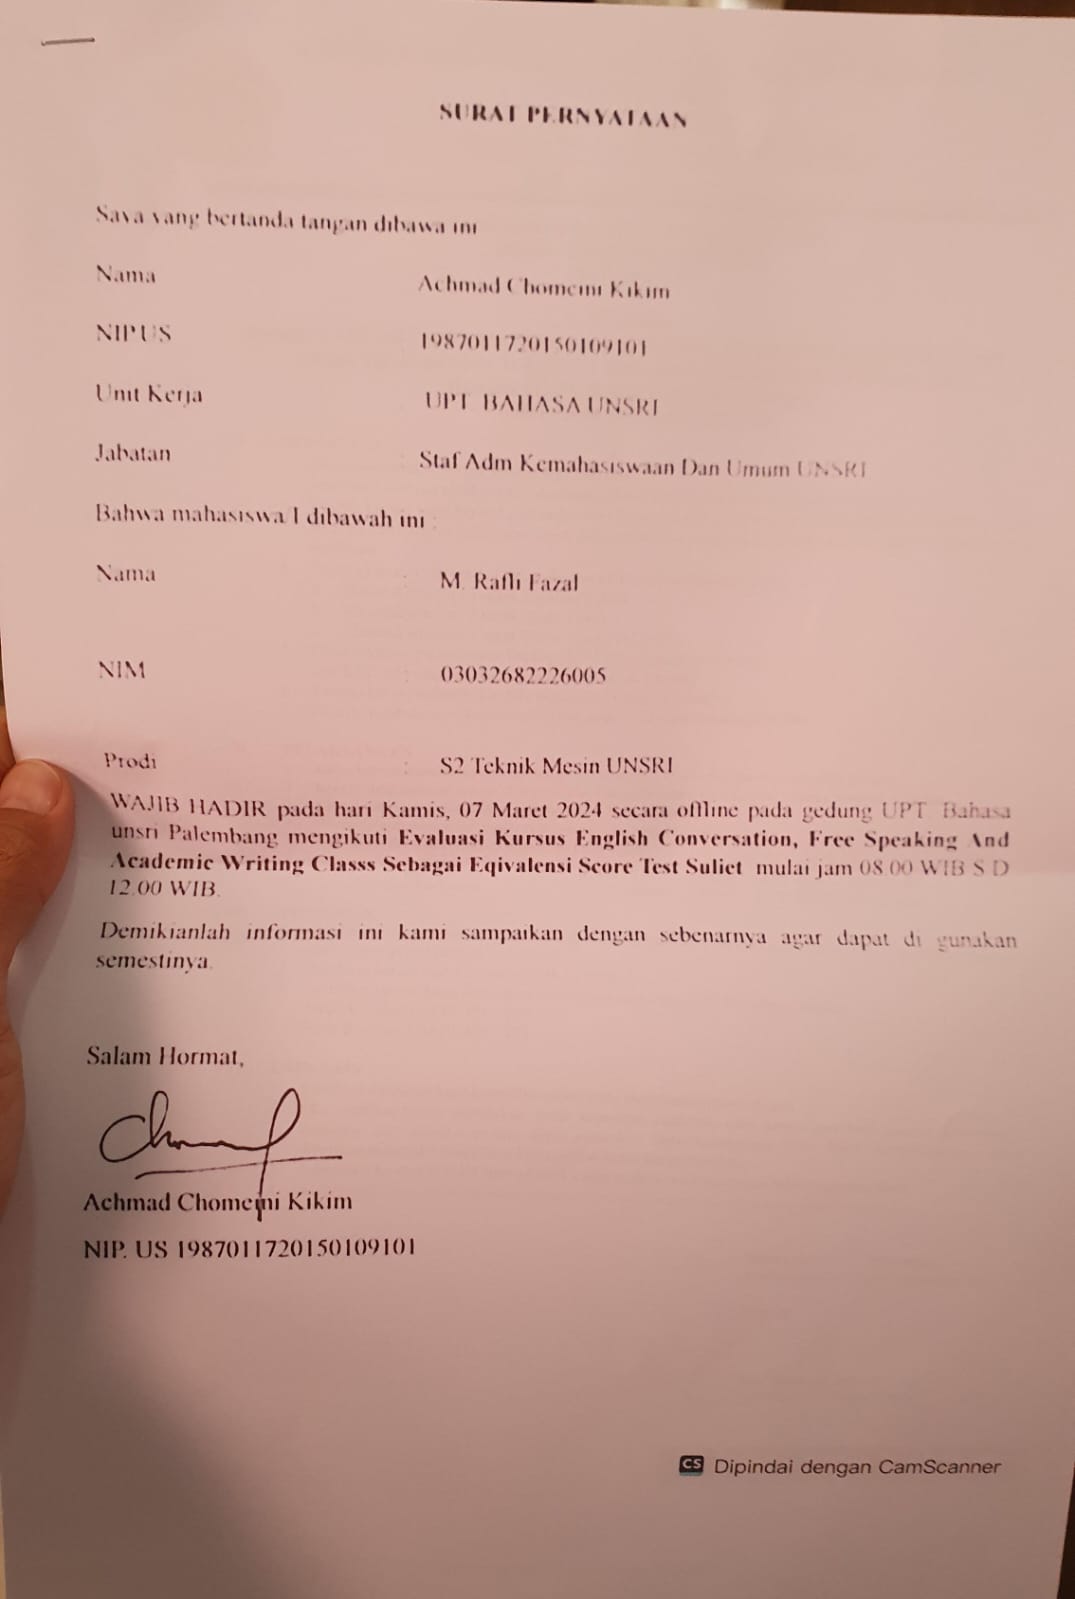 SURAT PERNYATAAN
Saya yang bertanda tangan dibawa ini
Nama Achmad Chomeini Kikim
NIPUS 1987011720150109101
Unit Kerja UPT BAHASA UNSRI
Jabatan : Staf Adm Kemahasiswaan Dan Umum UNSRI
Bahwa mahasiswa I dibawah ini :
Nama : M. Rafli Fazal
NIM : 03032682226005
Prodi : S2 Teknik Mesin UNSRI
WAJIB HADIR pada hari Kamis, 07 Maret 2024 secara offline pada gedung UPT. Bahasa
unsri Palembang mengikuti Evaluasi Kursus English Conversation, Free Speaking And
Academic Writing Classs Sebagai Eqivalensi Score Test Suliet mulai jam 08.00 WIB S.D
12.00 WIB.
Demikianlah informasi ini kami sampaikan dengan sebenarnya agar dapat di gunakan
semestinya.
Salam Hormat,
Achmad Chomeini Kikim
NIP. US 1987011720150109101
CS Dipindai dengan CamScanner